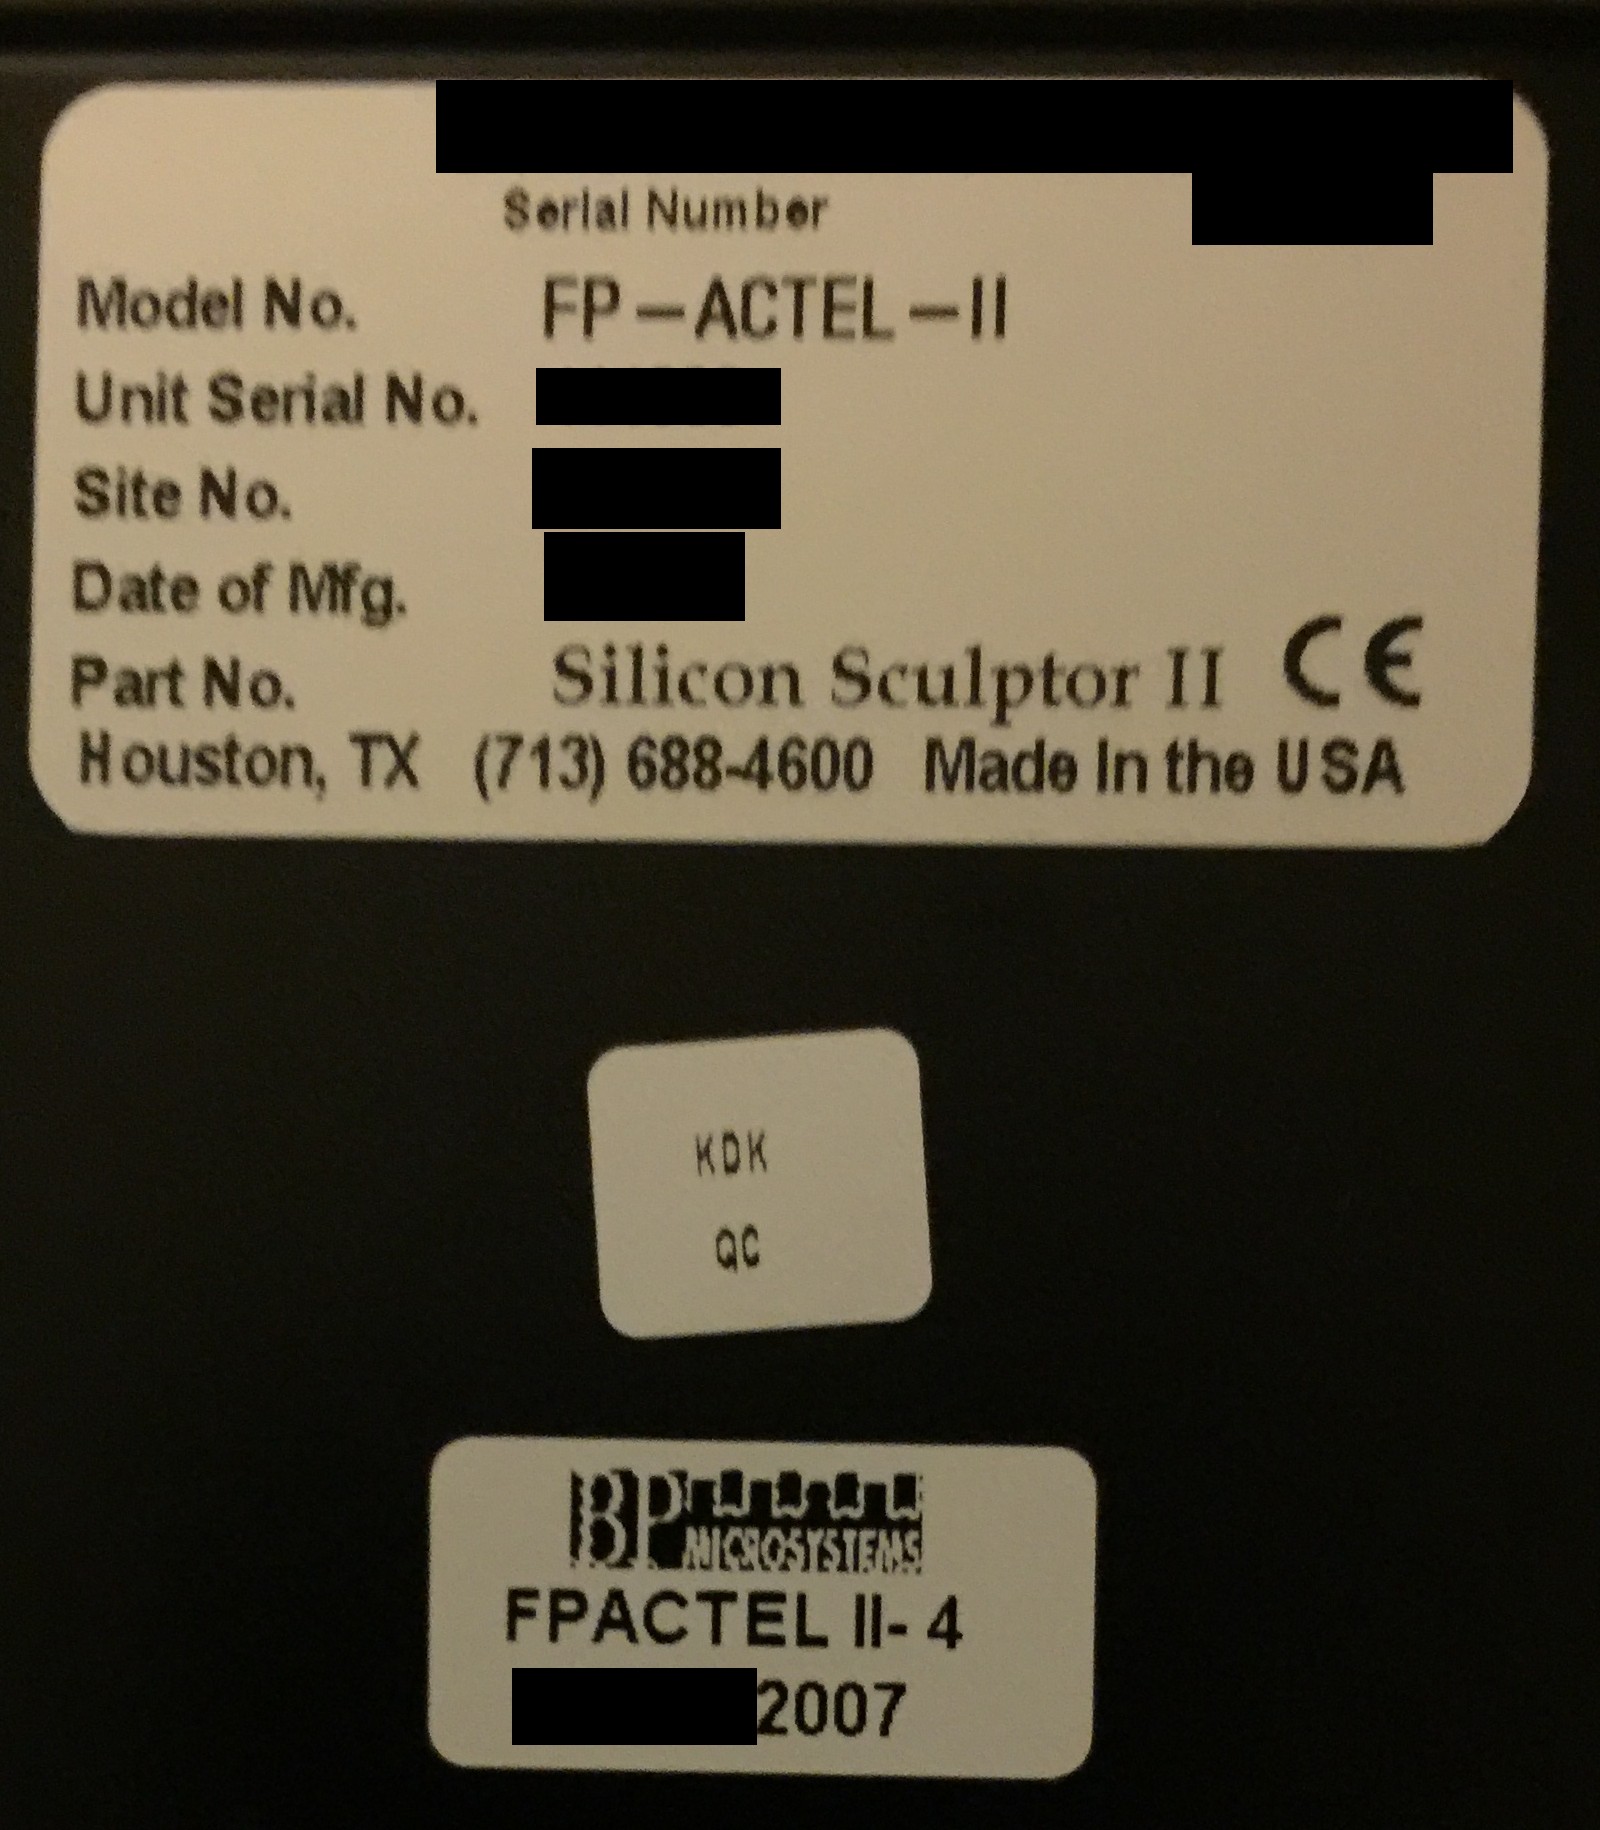 Serial Number
Model No. FP-ACTEL-II
Unit Serial No.
Site No.
Date of Mfg.
Part No. Silicon Sculptor II CE
Houston, TX (713) 688-4600 Made In the USA
KDK
QC
BP MICROSYSTEMS
FPACTEL II- 4
2007